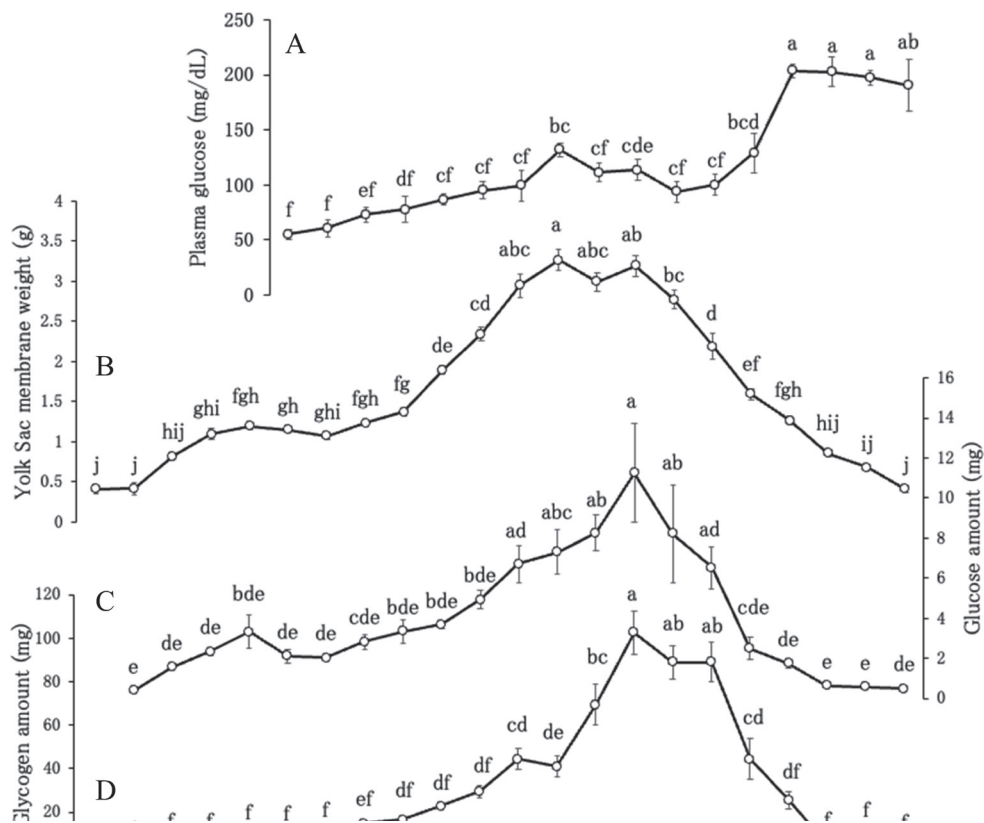 250
A
Plasma glucose (mg/dL)
200
150
100
50
0
f f ef df cf cf cf bc cf cde cf cf bcd a a a ab
4
3.5
3
2.5
2
1.5
1
0.5
0
Yolk Sac membrane weight (g)
B
j j hij ghi fgh gh ghi fgh fg de cd abc a abc ab bc d ef fgh hij ij j
16
14
12
10
8
6
4
2
0
Glucose amount (mg)
C
e de de bde de de cde bde bde bde ad abc ab a ab ad cde de e e de
120
100
80
60
40
20
Glycogen amount (mg)
D
f f f f f ef df df df cd de bc a ab ab cd df f f f